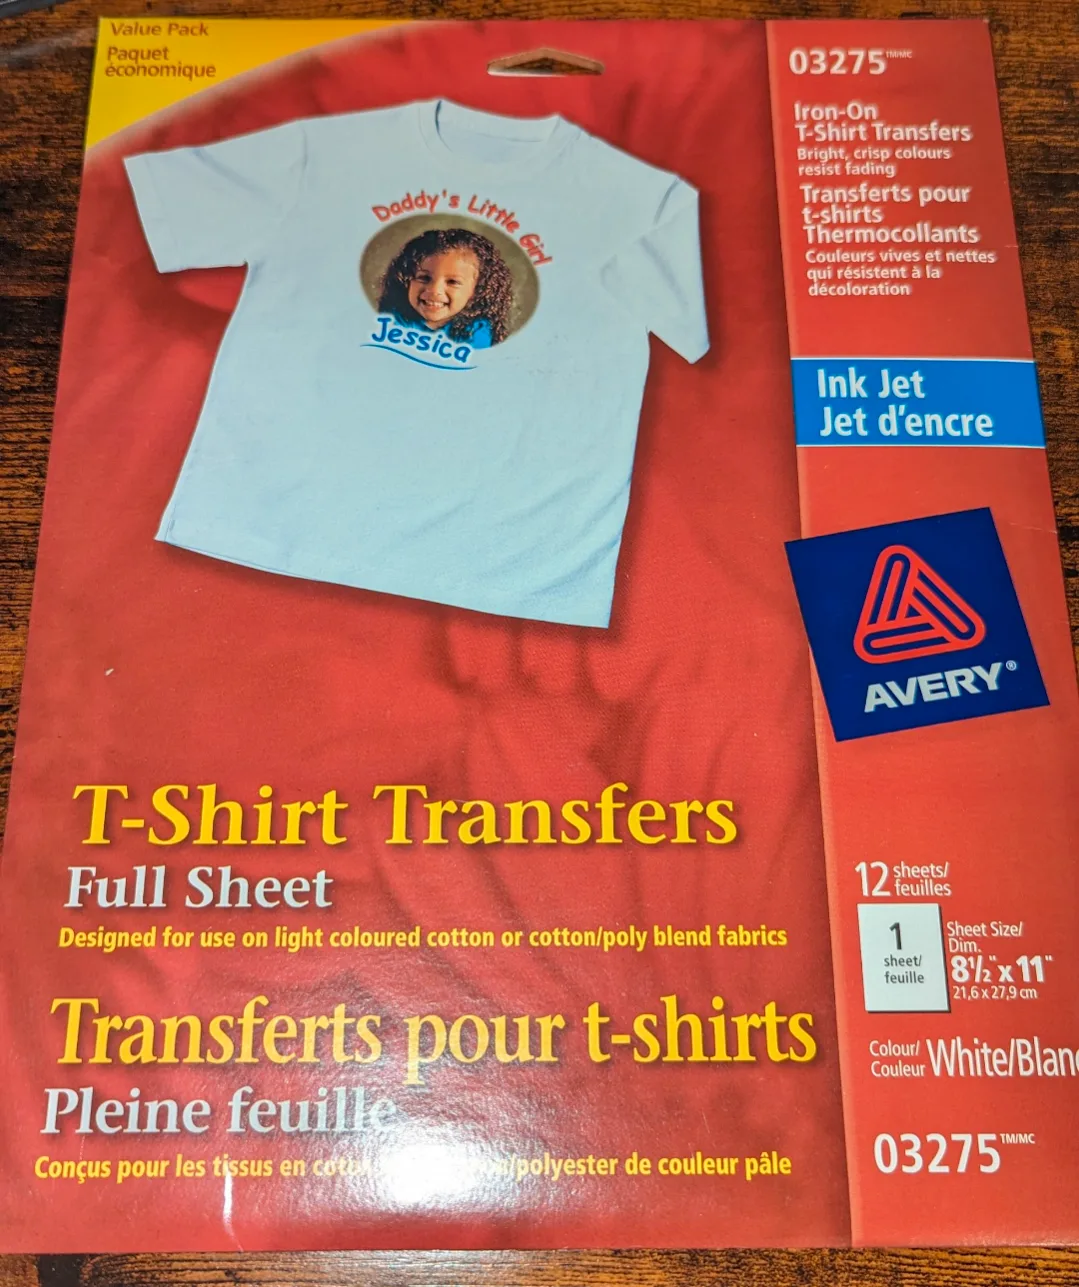 Value Pack
Paquet
économique
Daddy's Little Girl
Jessica
03275 TM/MC
Iron-On
T-Shirt Transfers
Bright, crisp colours
resist fading
Transferts pour
t-shirts
Thermocollants
Couleurs vives et nettes
qui résistent à la
décoloration
Ink Jet
Jet d'encre
AVERY®
T-Shirt Transfers
Full Sheet
Designed for use on light coloured cotton or cotton/poly blend fabrics
Transferts pour t-shirts
Pleine feuille
Conçus pour les tissus en /polyester de couleur pâle
12 sheets/
feuilles
1
sheet/
feuille
Sheet Size/
Dim.
8½" x 11"
21,6 x 27,9 cm
Colour/
Couleur White/Blanc
03275 TM/MC